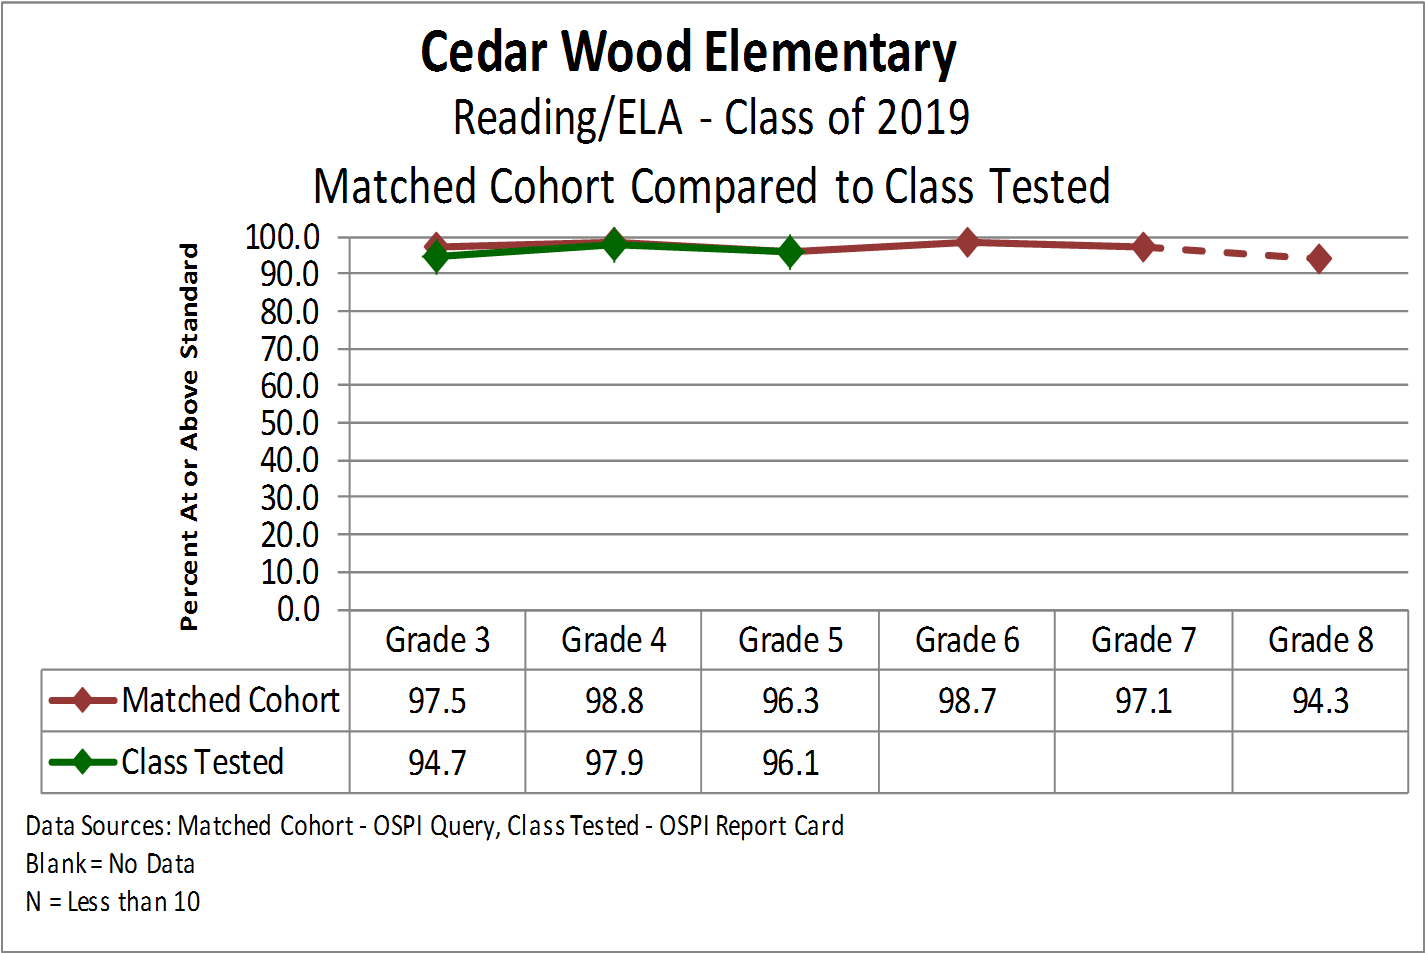 Cedar Wood Elementary
Reading/ELA - Class of 2019
Matched Cohort Compared to Class Tested
Percent At or Above Standard
100.0
90.0
80.0
70.0
60.0
50.0
40.0
30.0
20.0
10.0
0.0
Grade 3 Grade 4 Grade 5 Grade 6 Grade 7 Grade 8
Matched Cohort 97.5 98.8 96.3 98.7 97.1 94.3
Class Tested 94.7 97.9 96.1
Data Sources: Matched Cohort - OSPI Query, Class Tested - OSPI Report Card
Blank = No Data
N = Less than 10